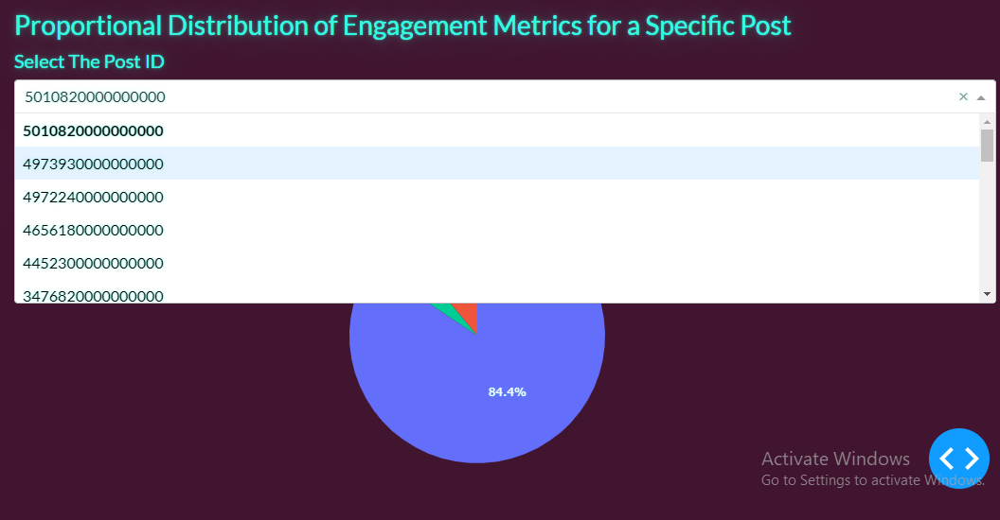 Proportional Distribution of Engagement Metrics for a Specific Post
Select The Post ID
5010820000000000
5010820000000000
4973930000000000
4972240000000000
4656180000000000
4452300000000000
3476820000000000
84.4%
Activate Windows
Go to Settings to activate Windows.